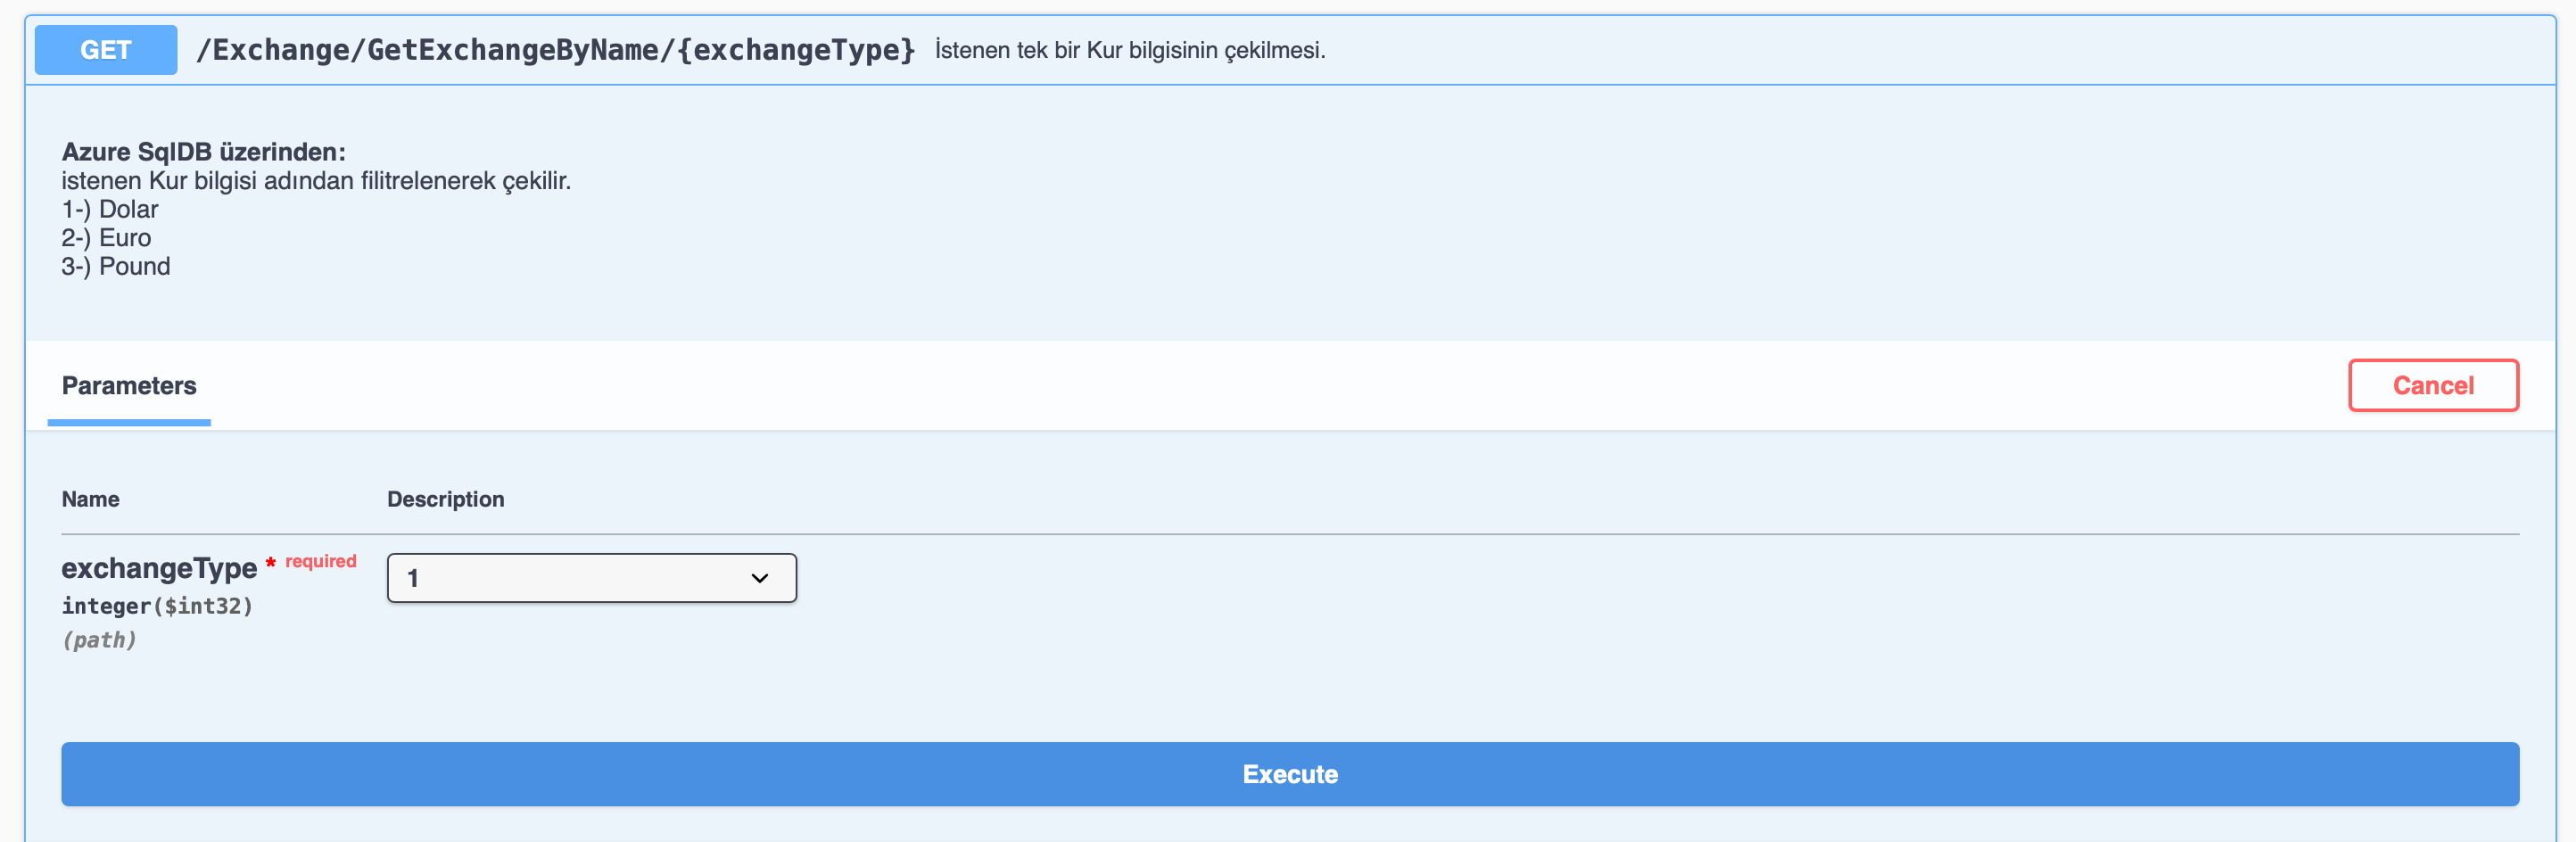 GET /Exchange/GetExchangeByName/{exchangeType} İstenen tek bir Kur bilgisinin çekilmesi.
Azure SqlDB üzerinden:
istenen Kur bilgisi adından filitrelenerek çekilir.
1-) Dolar
2-) Euro
3-) Pound
Parameters Cancel
Name Description
exchangeType * required 1
integer($int32)
(path)
Execute